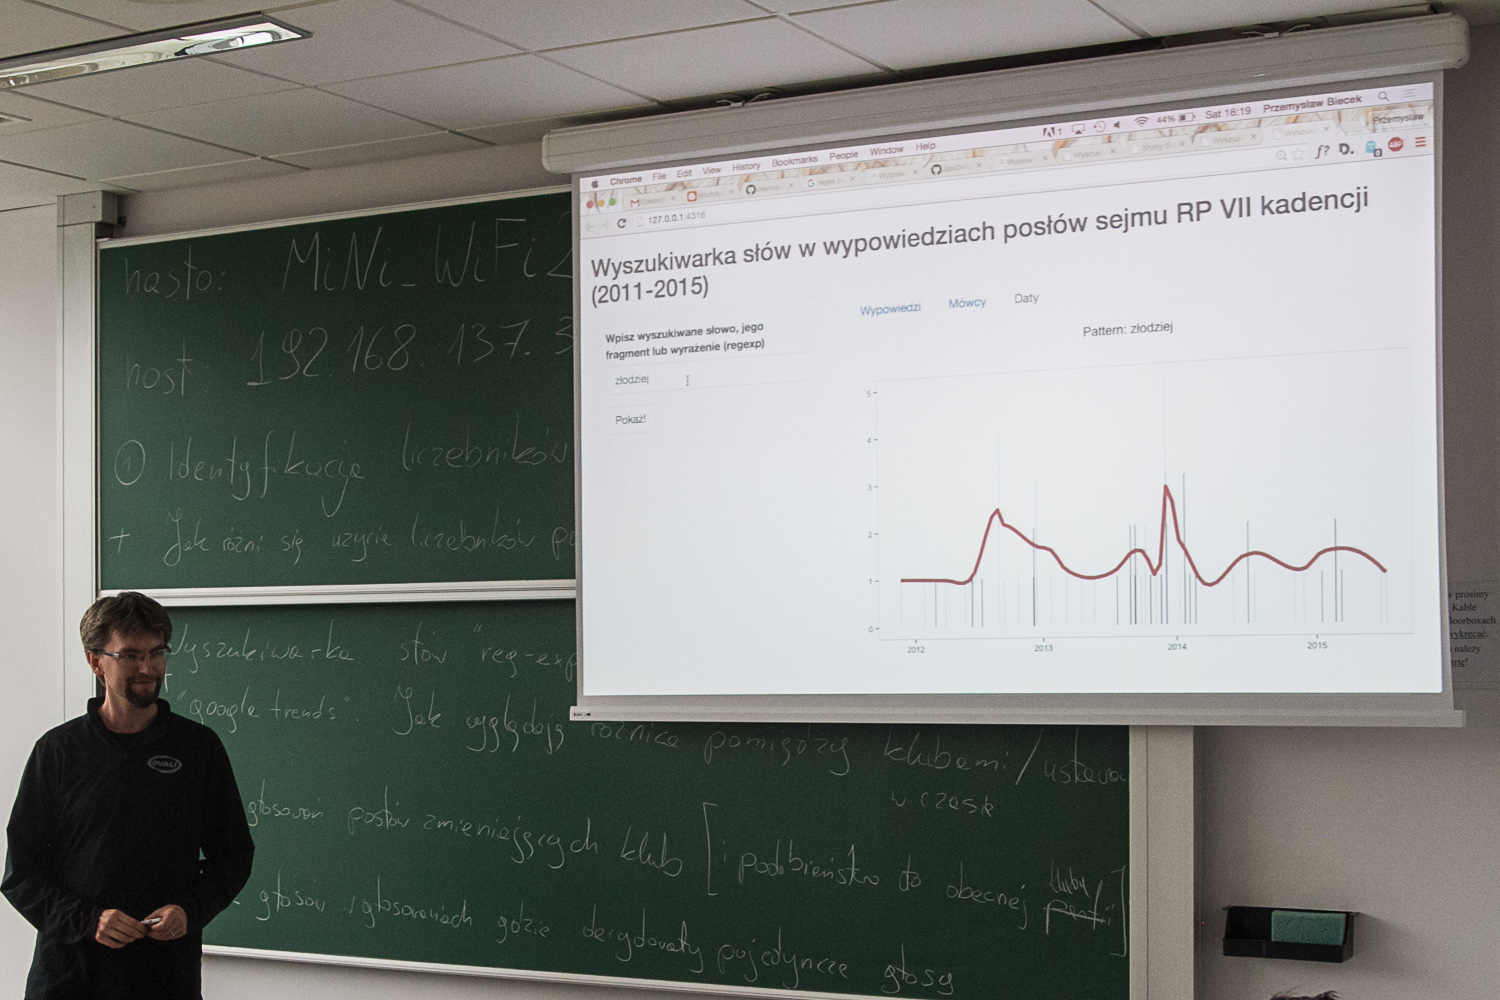 Chrome File Edit View History Bookmarks People Window Help
1 44% Sat 16:19 Przemysław Biecek
Przemysław
127.0.0.1:4316
f? D. ABP
Wyszukiwarka słów w wypowiedziach posłów sejmu RP VII kadencji
(2011-2015)
Wpisz wyszukiwane słowo, jego
fragment lub wyrażenie (regexp)
złodziej
Pokaż!
Wypowiedzi Mówcy Daty
Pattern: złodziej
5
4
3
2
1
0
2012 2013 2014 2015
hasło: MiNi_WiFi2
host: 192.168.137.3
1 Identyfikacja liczebników
+ Jak różni się użycie liczebników
Wyszukiwarka słów "reg-exp
+ "google trends". Jak wyglądają różnice pomiędzy klubami/
w czasie
głosowań posłów zmieniających klub [i podobieństwo do obecnej klubu/ partii]
głosów w głosowaniach gdzie decydowały pojedyncze głosy
OVALI
prosimy
Kable
floorboxach
wykręcać.
należy